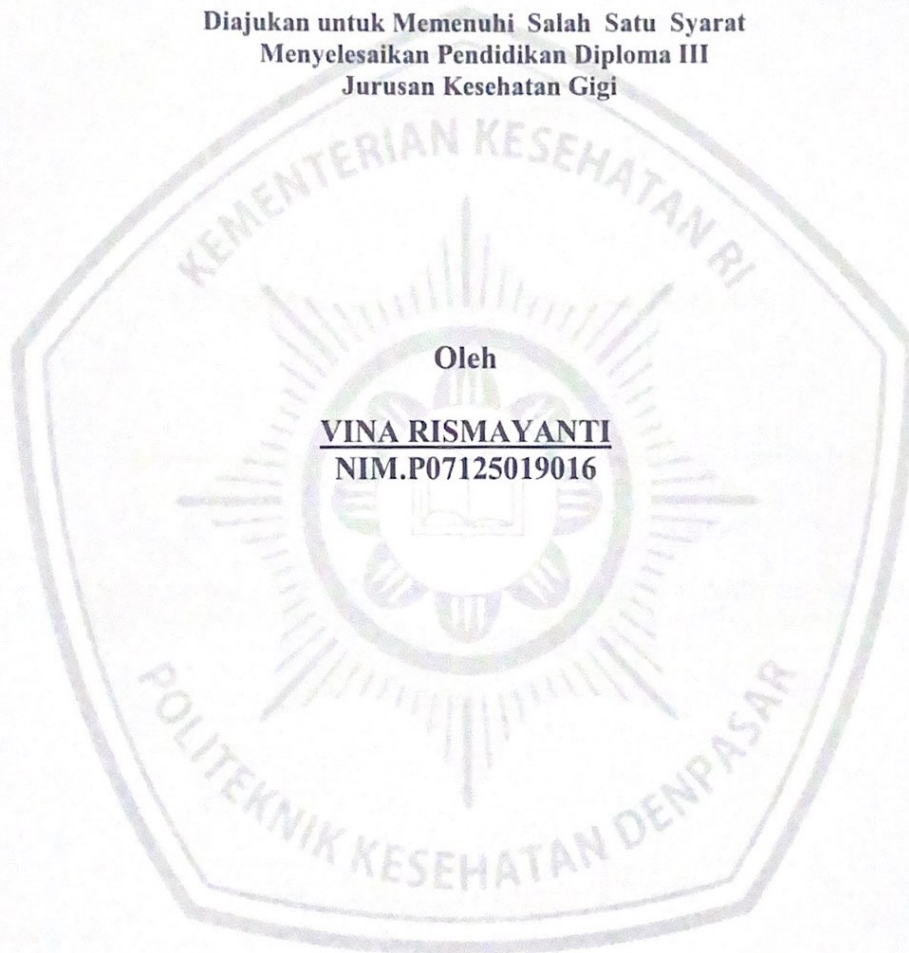 Diajukan untuk Memenuhi Salah Satu Syarat
Menyelesaikan Pendidikan Diploma III
Jurusan Kesehatan Gigi
KEMENTERIAN KESEHATAN RI
Oleh
VINA RISMAYANTI
NIM.P07125019016
POLITEKNIK KESEHATAN DENPASAR